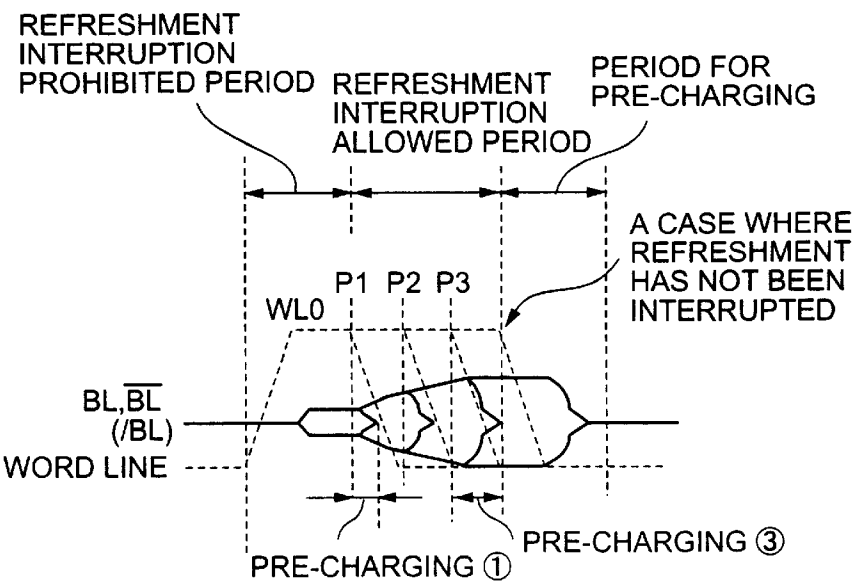 REFRESHMENT
INTERRUPTION
PROHIBITED PERIOD
REFRESHMENT
INTERRUPTION
ALLOWED PERIOD
PERIOD FOR
PRE-CHARGING
A CASE WHERE
REFRESHMENT
HAS NOT BEEN
INTERRUPTED
P1 P2 P3
WL0
BL,B̅L̅
(/BL)
WORD LINE
PRE-CHARGING ①
PRE-CHARGING ③